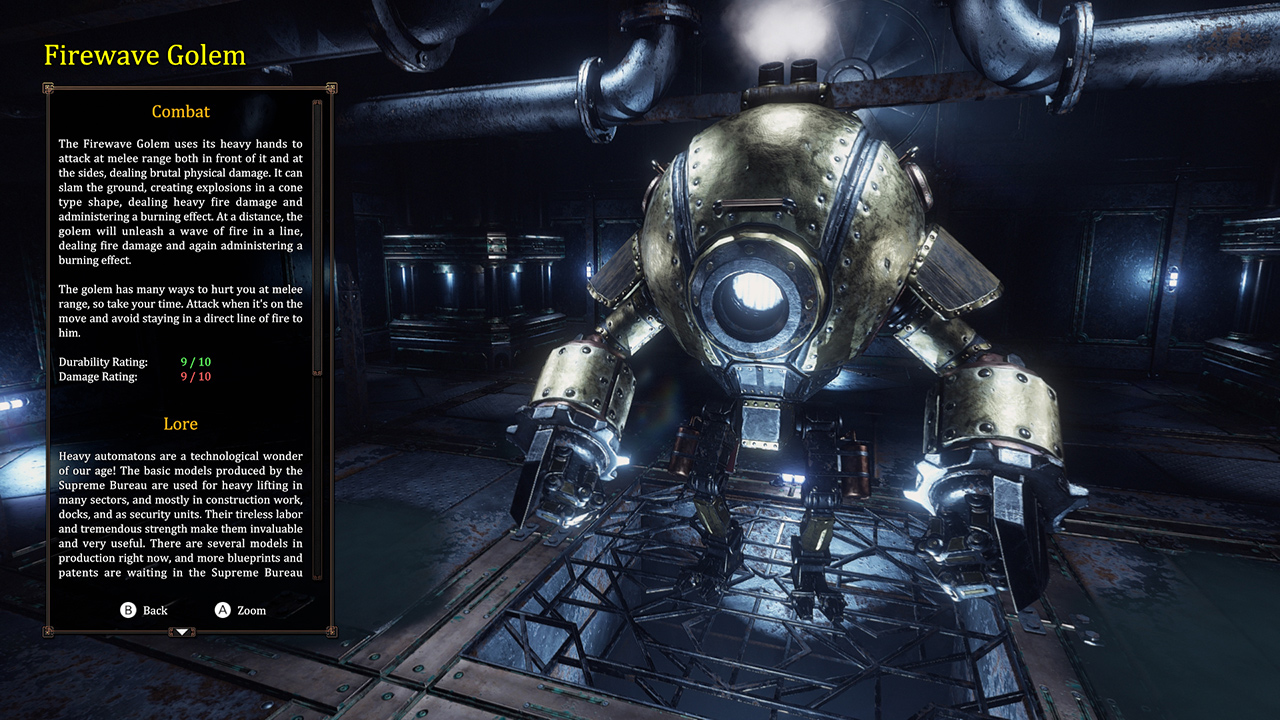 Firewave Golem
Combat
The Firewave Golem uses its heavy hands to
attack at melee range both in front of it and at
the sides, dealing brutal physical damage. It can
slam the ground, creating explosions in a cone
type shape, dealing heavy fire damage and
administering a burning effect. At a distance, the
golem will unleash a wave of fire in a line,
dealing fire damage and again administering a
burning effect.
The golem has many ways to hurt you at melee
range, so take your time. Attack when it's on the
move and avoid staying in a direct line of fire to
him.
Durability Rating: 9 / 10
Damage Rating: 9 / 10
Lore
Heavy automatons are a technological wonder
of our age! The basic models produced by the
Supreme Bureau are used for heavy lifting in
many sectors, and mostly in construction work,
docks, and as security units. Their tireless labor
and tremendous strength make them invaluable
and very useful. There are several models in
production right now, and more blueprints and
patents are waiting in the Supreme Bureau
B Back A Zoom